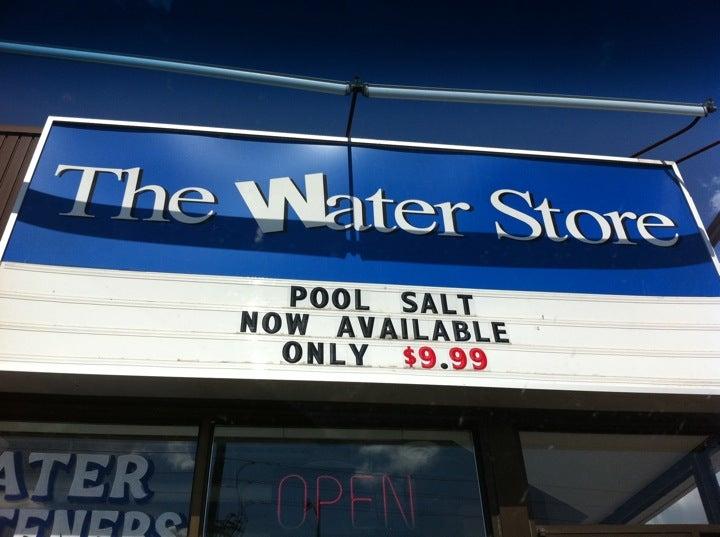 The Water Store
POOL SALT
NOW AVAILABLE
ONLY $9.99
OPEN